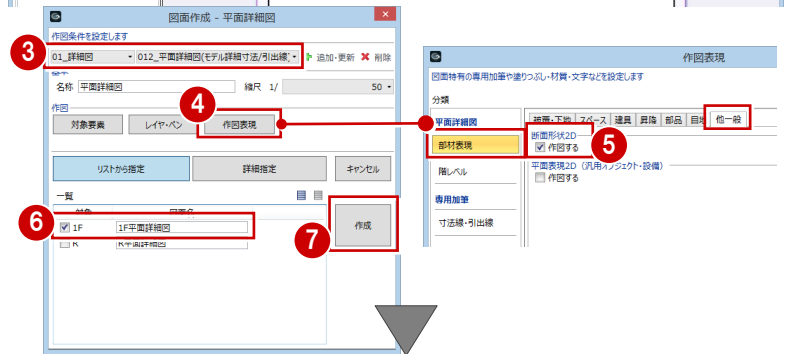 図面作成 - 平面詳細図
作図条件を設定します
3
01_詳細図
012_平面詳細図(モデル詳細寸法/引出線)
追加・更新
削除
基本
名称 平面詳細図
縮尺 1/ 50
4
作図
対象要素
レイヤ・ペン
作図表現
リストから指定
詳細指定
キャンセル
一覧
対象
図面名
6
1F
1F平面詳細図
R
R平面詳細図
作成
7
作図表現
図面特有の専用加筆や塗りつぶし・材質・文字などを設定します
分類
平面詳細図
部材表現
階レベル
専用加筆
寸法線・引出線
スペース 建具 昇降 部品 目地 他一般
断面形状2D
作図する
5
平面表現2D (汎用オブジェクト・設備)
作図する